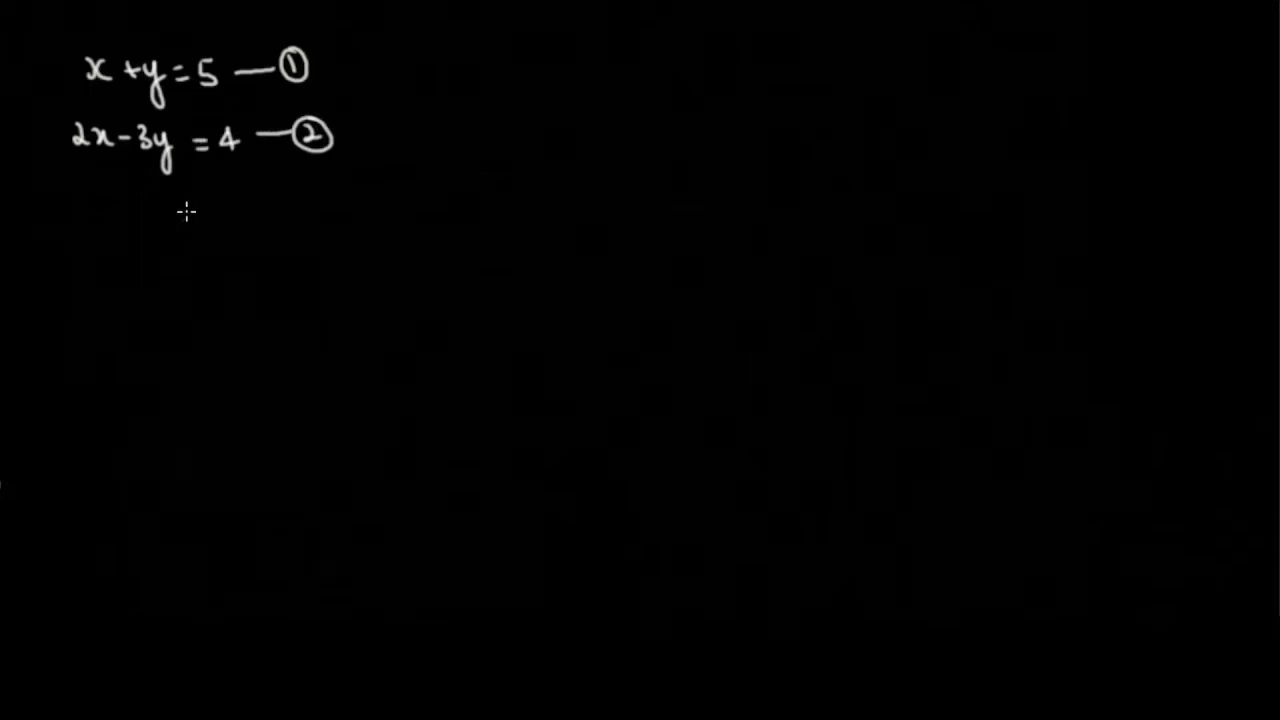 x + y = 5 — ①
2x - 3y = 4 — ②